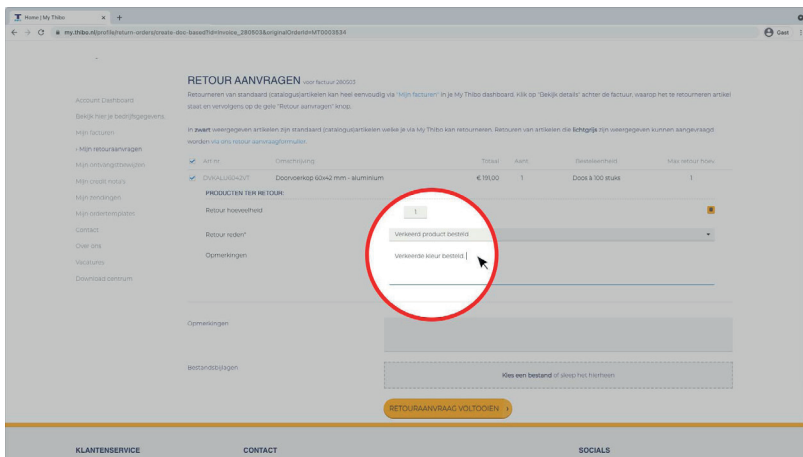 Home | My Thibo
my.thibo.nl/profile/return-orders/create-doc-based?id=Invoice_280503&originalOrderId=MT0003534
Gast
RETOUR AANVRAGEN voor factuur 280503
Retourneren van standaard (catalogus)artikelen kan heel eenvoudig via "Mijn facturen" in je My Thibo dashboard. Klik op "Bekijk details" achter de factuur, waarop het te retourneren artikel
staat en vervolgens op de gele "Retour aanvragen" knop.
Account Dashboard
Bekijk hier je bedrijfsgegevens
Mijn facturen
› Mijn retouraanvragen
Mijn ontvangstbewijzen
Mijn credit nota's
Mijn zendingen
Mijn ordertemplates
Contact
Over ons
Vacatures
Download centrum
In zwart weergegeven artikelen zijn standaard (catalogus)artikelen welke je via My Thibo kan retourneren. Retouren van artikelen die lichtgrijs zijn weergegeven kunnen aangevraagd
worden via ons retour aanvraagformulier.
Art nr. Omschrijving Totaal Aant. Besteleenheid Max retour hoev.
DVKALU6042VT Doorvoerkop 60x42 mm - aluminium € 191,00 1 Doos à 100 stuks 1
PRODUCTEN TER RETOUR:
Retour hoeveelheid 1
Retour reden* Verkeerd product besteld
Opmerkingen Verkeerde kleur besteld.
Opmerkingen
Bestandsbijlagen Kies een bestand of sleep het hierheen
RETOURAANVRAAG VOLTOOIEN ›
KLANTENSERVICE CONTACT SOCIALS